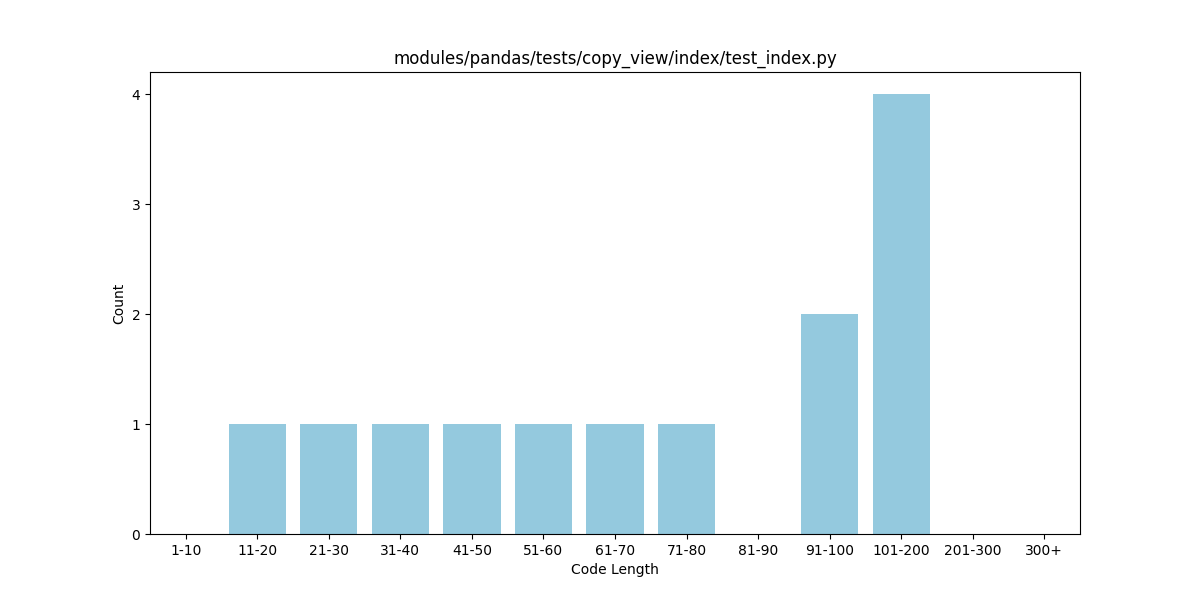 modules/pandas/tests/copy_view/index/test_index.py
4
3
2
1
0
Count
1-10 11-20 21-30 31-40 41-50 51-60 61-70 71-80 81-90 91-100 101-200 201-300 300+
Code Length